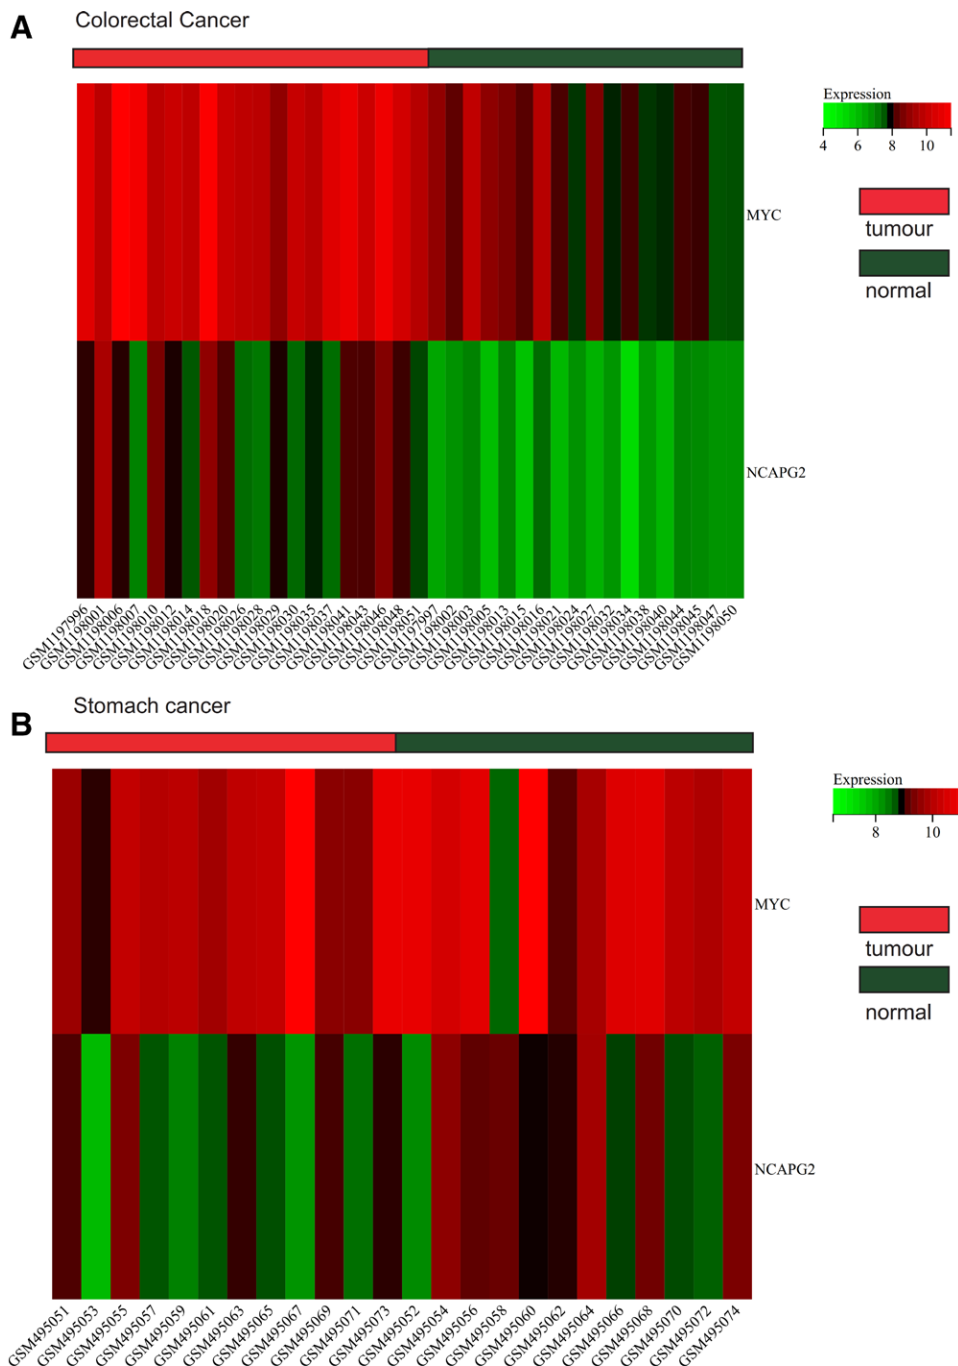 A
Colorectal Cancer
Expression
4 6 8 10
tumour
normal
MYC
NCAPG2
GSM1197996
GSM1198001
GSM1198006
GSM1198007
GSM1198010
GSM1198012
GSM1198014
GSM1198018
GSM1198020
GSM1198026
GSM1198028
GSM1198029
GSM1198030
GSM1198035
GSM1198037
GSM1198041
GSM1198043
GSM1198046
GSM1198048
GSM1198051
GSM1197997
GSM1198002
GSM1198003
GSM1198005
GSM1198013
GSM1198015
GSM1198016
GSM1198021
GSM1198024
GSM1198027
GSM1198032
GSM1198034
GSM1198038
GSM1198040
GSM1198044
GSM1198045
GSM1198047
GSM1198050
B
Stomach cancer
Expression
8 10
tumour
normal
MYC
NCAPG2
GSM495051
GSM495053
GSM495055
GSM495057
GSM495059
GSM495061
GSM495063
GSM495065
GSM495067
GSM495069
GSM495071
GSM495073
GSM495052
GSM495054
GSM495056
GSM495058
GSM495060
GSM495062
GSM495064
GSM495066
GSM495068
GSM495070
GSM495072
GSM495074